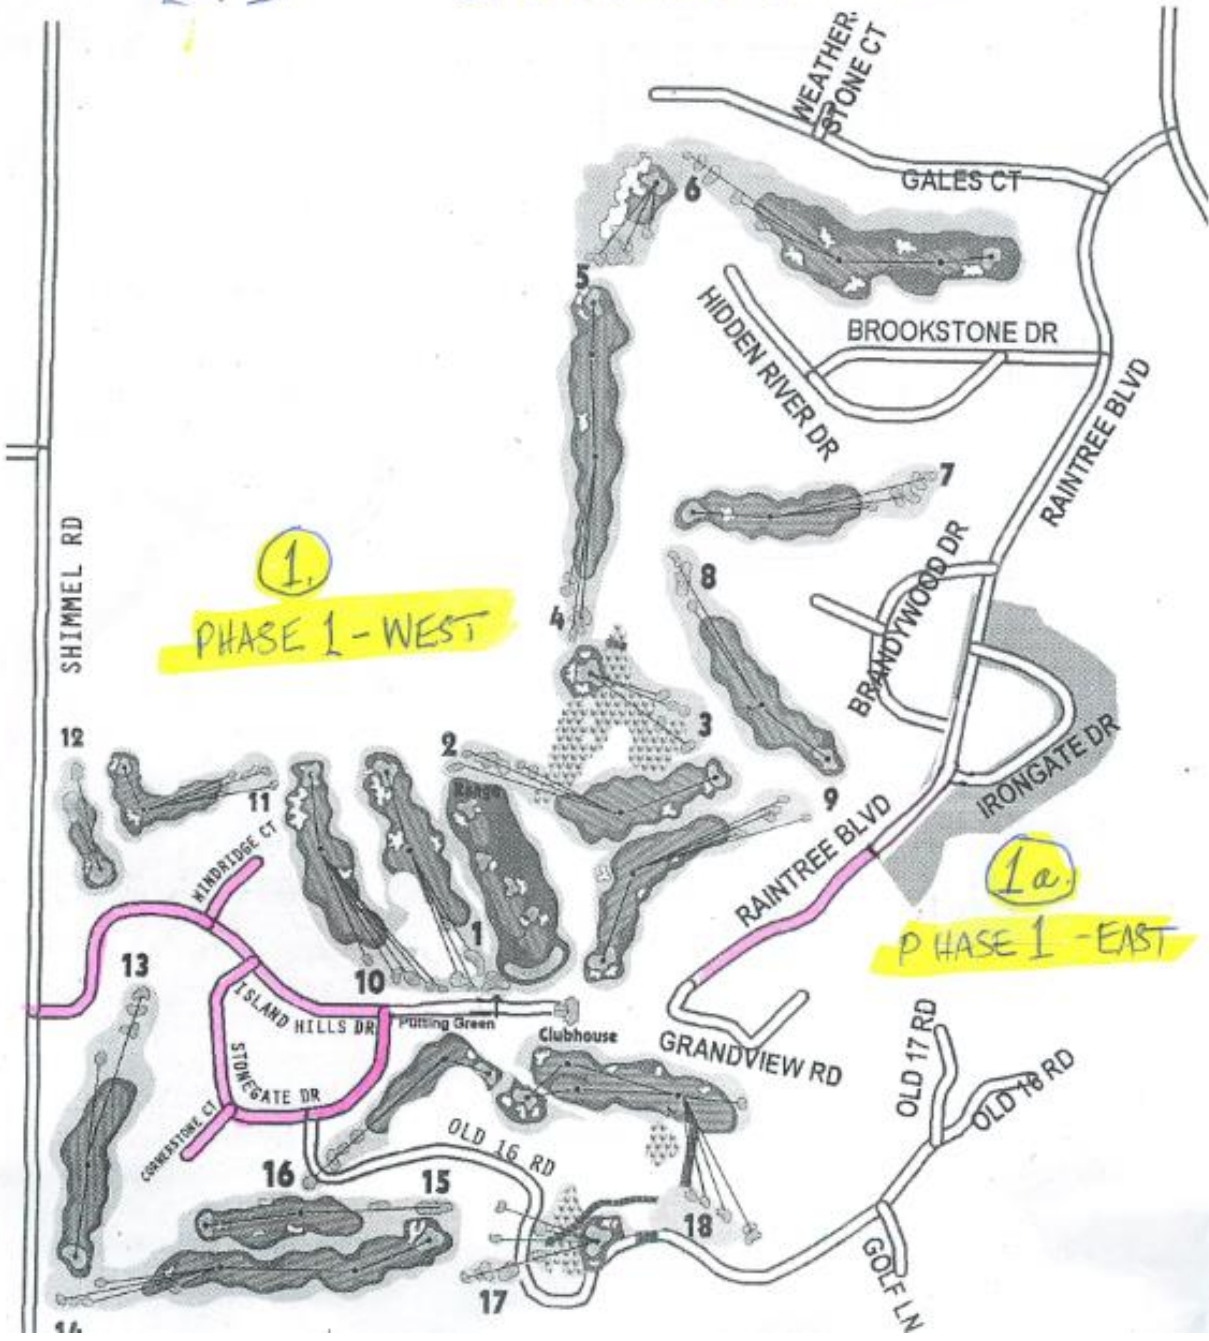 WEATHER-
STONE CT
GALES CT
6
5
HIDDEN RIVER DR
BROOKSTONE DR
RAINTREE BLVD
7
SHIMMEL RD
1.
PHASE 1 - WEST
8
BRANDYWOOD DR
4
3
2
12
11
Range
9
IRONGATE DR
RAINTREE BLVD
1a.
PHASE 1 - EAST
WINDRIDGE CT
1
10
13
ISLAND HILLS DR
Putting Green
Clubhouse
GRANDVIEW RD
STONEGATE DR
CORNERSTONE CT
OLD 17 RD
OLD 16 RD
OLD 16 RD
16
15
18
17
GOLF LN
14